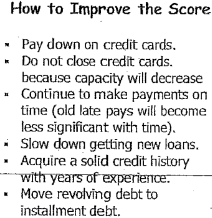 How to Improve the Score
▪ Pay down on credit cards.
▪ Do not close credit cards.
because capacity will decrease
▪ Continue to make payments on
time (old late pays will become
less significant with time).
▪ Slow down getting new loans.
▪ Acquire a solid credit history
with years of experience.
▪ Move revolving debt to
installment debt.